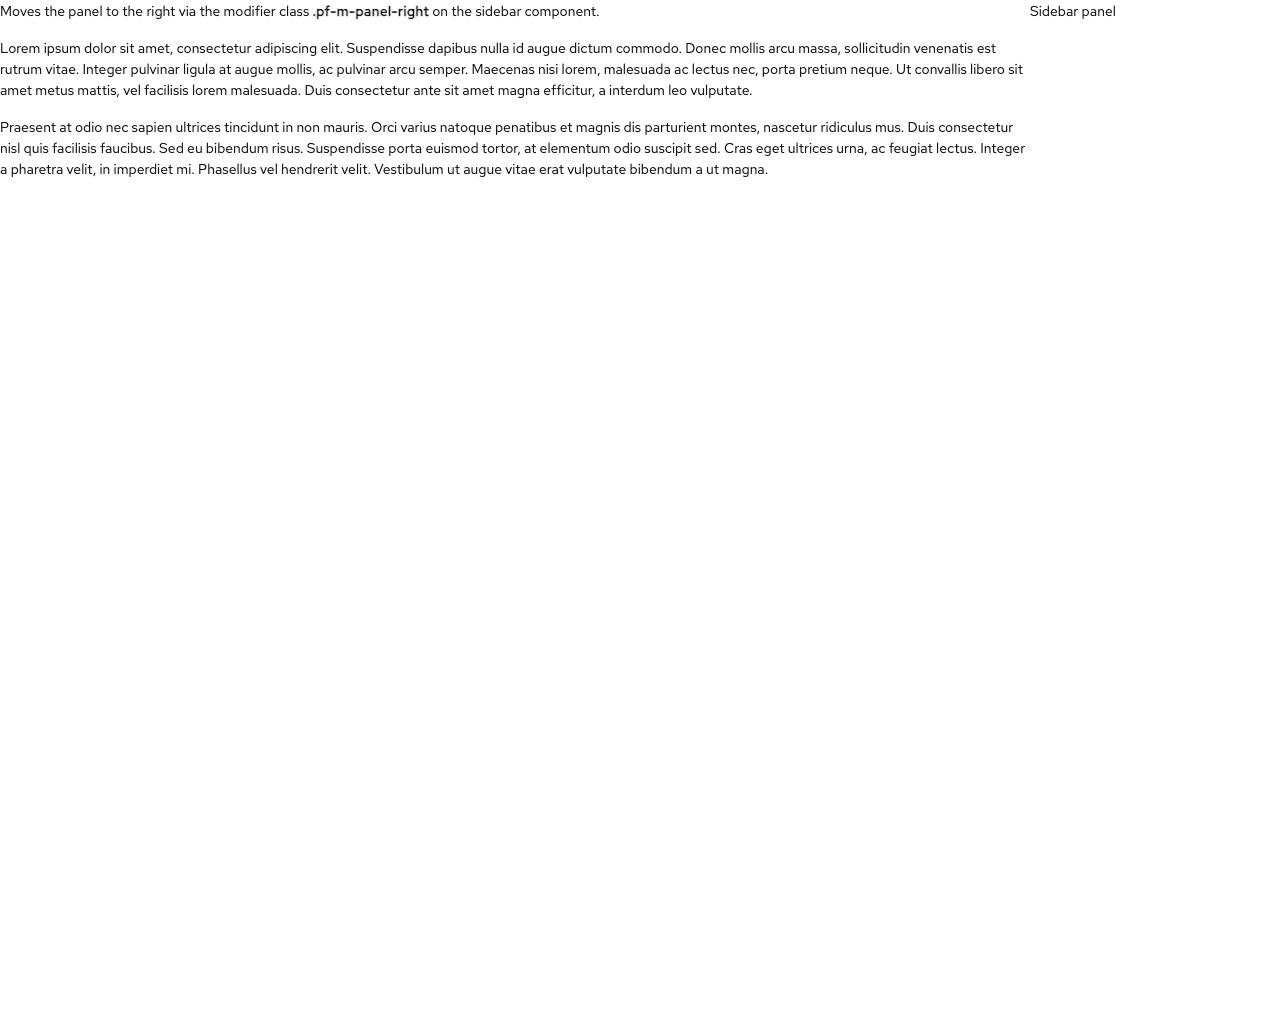 Moves the panel to the right via the modifier class .pf-m-panel-right on the sidebar component.
Sidebar panel
Lorem ipsum dolor sit amet, consectetur adipiscing elit. Suspendisse dapibus nulla id augue dictum commodo. Donec mollis arcu massa, sollicitudin venenatis est
rutrum vitae. Integer pulvinar ligula at augue mollis, ac pulvinar arcu semper. Maecenas nisi lorem, malesuada ac lectus nec, porta pretium neque. Ut convallis libero sit
amet metus mattis, vel facilisis lorem malesuada. Duis consectetur ante sit amet magna efficitur, a interdum leo vulputate.
Praesent at odio nec sapien ultrices tincidunt in non mauris. Orci varius natoque penatibus et magnis dis parturient montes, nascetur ridiculus mus. Duis consectetur
nisl quis facilisis faucibus. Sed eu bibendum risus. Suspendisse porta euismod tortor, at elementum odio suscipit sed. Cras eget ultrices urna, ac feugiat lectus. Integer
a pharetra velit, in imperdiet mi. Phasellus vel hendrerit velit. Vestibulum ut augue vitae erat vulputate bibendum a ut magna.